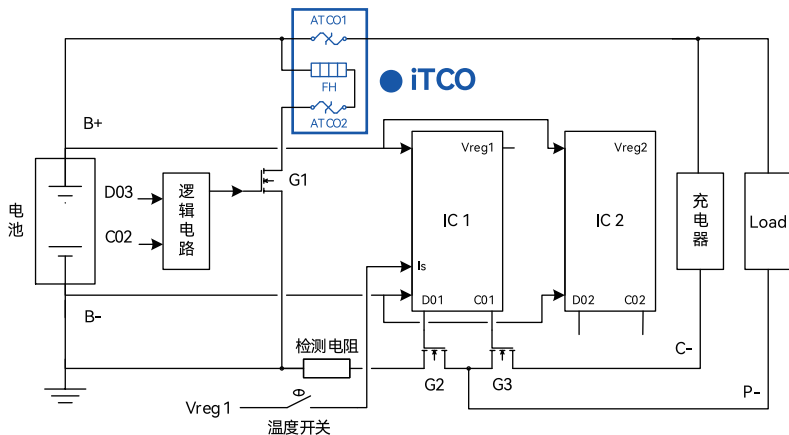 ATCO1
FH
ATCO2
iTCO
B+
Vreg1
Vreg2
G1
D03
C02
逻辑电路
电池
IC 1
IC 2
充电器
Load
Is
D01
C01
D02
C02
B-
检测电阻
G2
G3
C-
P-
Vreg1
温度开关